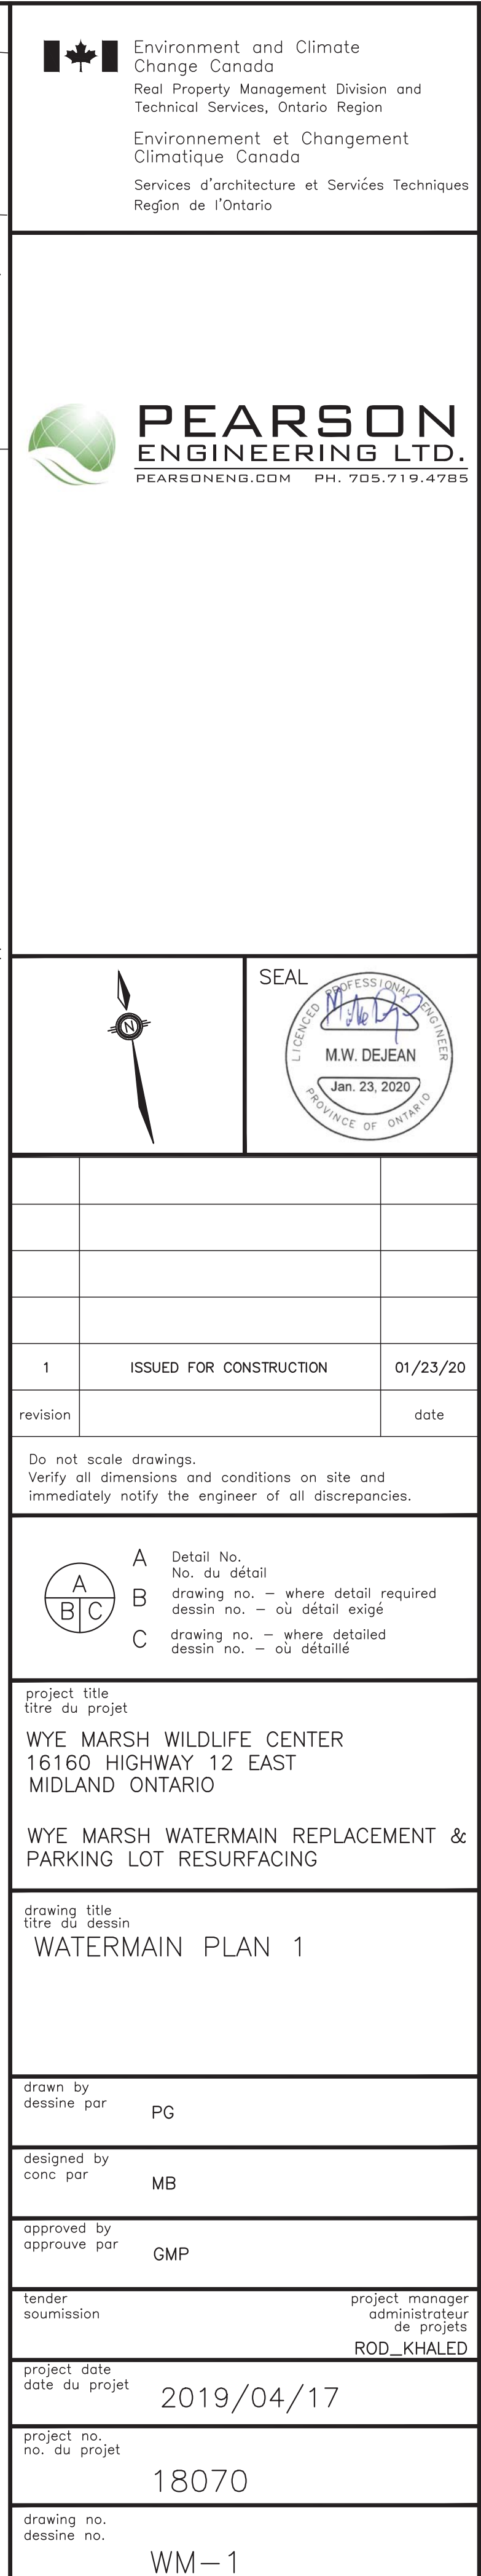 Environment and Climate
Change Canada
Real Property Management Division and
Technical Services, Ontario Region
Environnement et Changement
Climatique Canada
Services d'architecture et Servićes Techniques
Region de l'Ontario
PEARSON
ENGINEERING LTD.
PEARSONENG.COM PH. 705.719.4785
N
SEAL
LICENCED PROFESSIONAL ENGINEER
M.W. DEJEAN
Jan. 23, 2020
PROVINCE OF ONTARIO
1 ISSUED FOR CONSTRUCTION 01/23/20
revision date
Do not scale drawings.
Verify all dimensions and conditions on site and
immediately notify the engineer of all discrepancies.
A
B C
A Detail No.
No. du détail
B drawing no. – where detail required
dessin no. – où détail exigé
C drawing no. – where detailed
dessin no. – où détaillé
project title
titre du projet
WYE MARSH WILDLIFE CENTER
16160 HIGHWAY 12 EAST
MIDLAND ONTARIO
WYE MARSH WATERMAIN REPLACEMENT &
PARKING LOT RESURFACING
drawing title
titre du dessin
WATERMAIN PLAN 1
drawn by
dessine par
PG
designed by
conc par
MB
approved by
approuve par
GMP
tender
soumission
project manager
administrateur
de projets
ROD_KHALED
project date
date du projet
2019/04/17
project no.
no. du projet
18070
drawing no.
dessine no.
WM–1